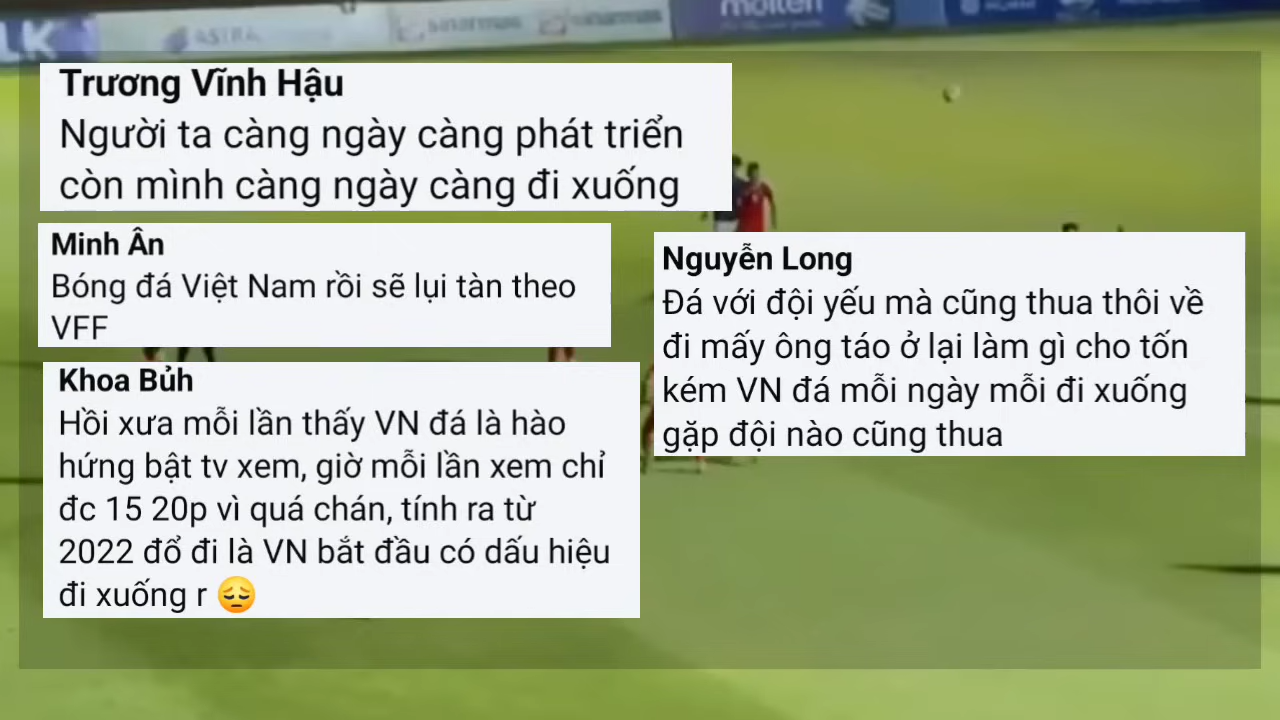 LK
ASTRA
sinarmas
sinarmas
molten
Trương Vĩnh Hậu
Người ta càng ngày càng phát triển
còn mình càng ngày càng đi xuống
Minh Ân
Bóng đá Việt Nam rồi sẽ lụi tàn theo
VFF
Khoa Bủh
Hồi xưa mỗi lần thấy VN đá là hào
hứng bật tv xem, giờ mỗi lần xem chỉ
đc 15 20p vì quá chán, tính ra từ
2022 đổ đi là VN bắt đầu có dấu hiệu
đi xuống r 😔
Nguyễn Long
Đá với đội yếu mà cũng thua thôi về
đi mấy ông táo ở lại làm gì cho tốn
kém VN đá mỗi ngày mỗi đi xuống
gặp đội nào cũng thua